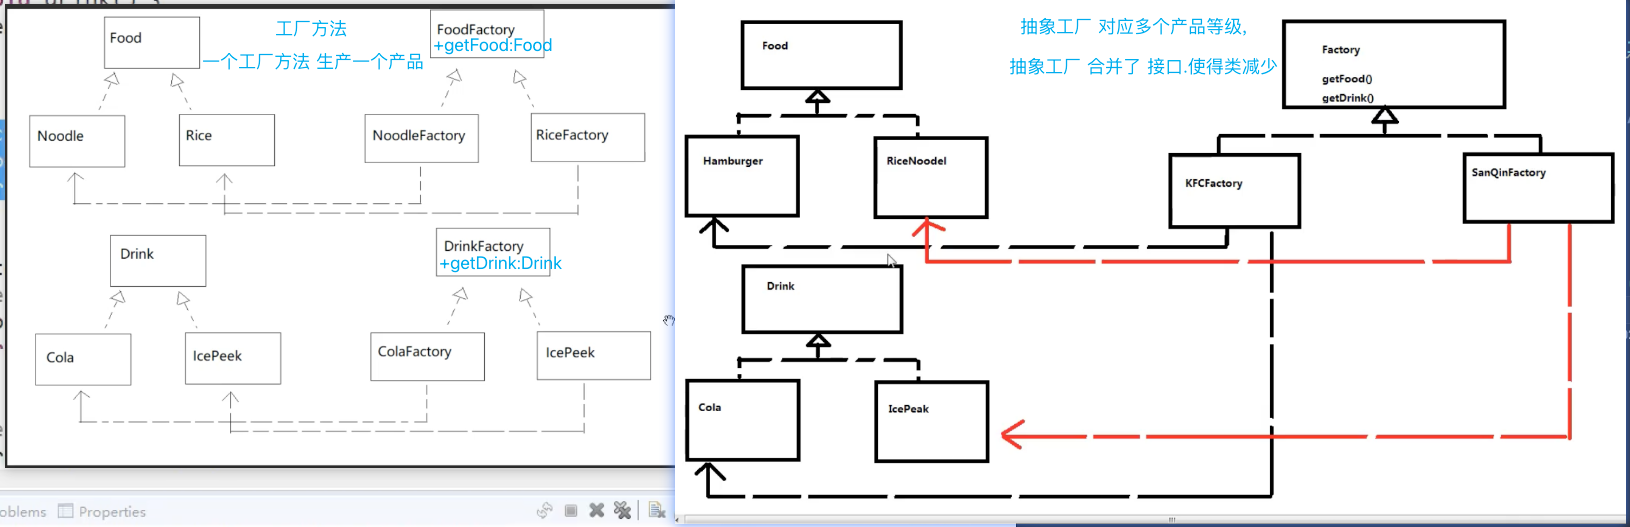 Food
工厂方法
一个工厂方法 生产一个产品
FoodFactory
+getFood:Food
Noodle
Rice
NoodleFactory
RiceFactory
Drink
DrinkFactory
+getDrink:Drink
Cola
IcePeek
ColaFactory
IcePeek
oblems
Properties
Food
抽象工厂 对应多个产品等级,
抽象工厂 合并了 接口.使得类减少
Factory
getFood()
getDrink()
Hamburger
RiceNoodel
KFCFactory
SanQinFactory
Drink
Cola
IcePeak